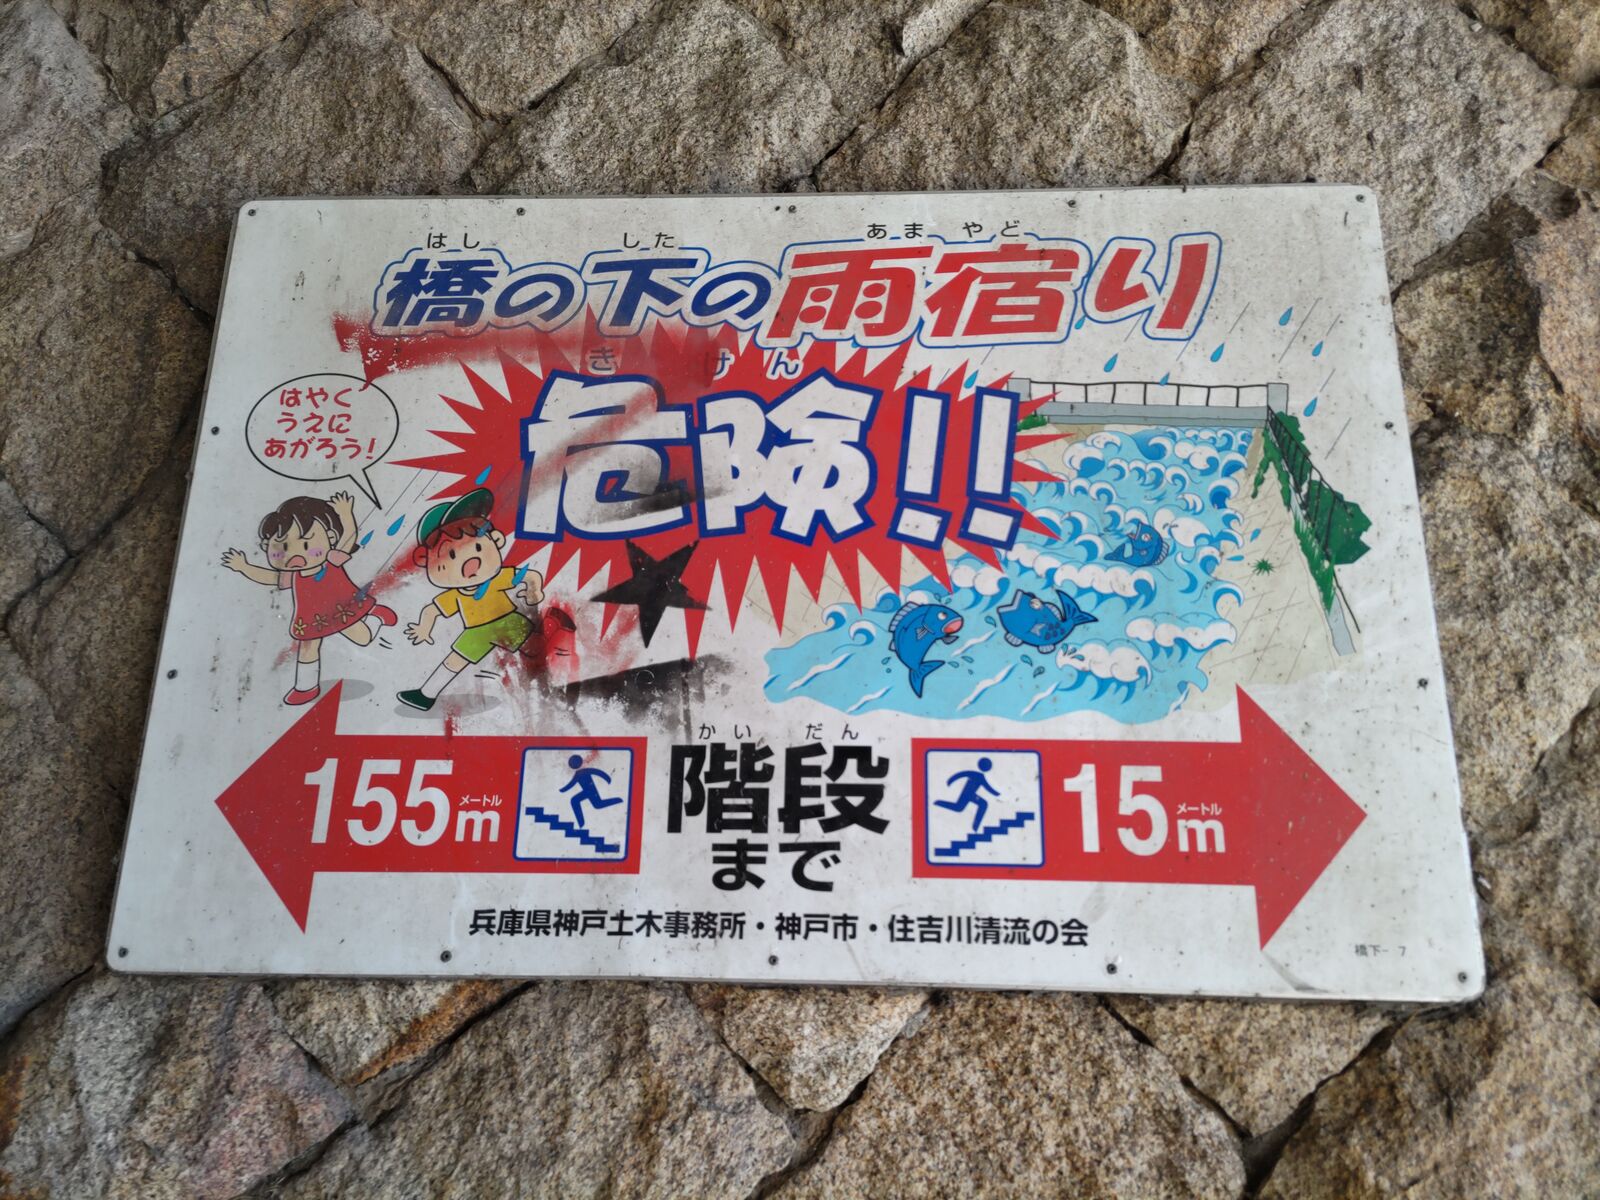 はし した あま やど
橋の下の雨宿り
き けん
危険!!
はやく
うえに
あがろう!
かい だん
155m メートル 階段まで 15m メートル
兵庫県神戸土木事務所・神戸市・住吉川清流の会
橋下-7